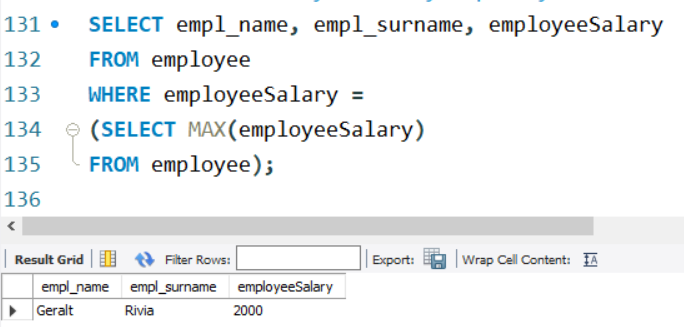 131 SELECT empl_name, empl_surname, employeeSalary
132 FROM employee
133 WHERE employeeSalary =
134 (SELECT MAX(employeeSalary)
135 FROM employee);
136
Result Grid Filter Rows: Export: Wrap Cell Content:
empl_name empl_surname employeeSalary
Geralt Rivia 2000